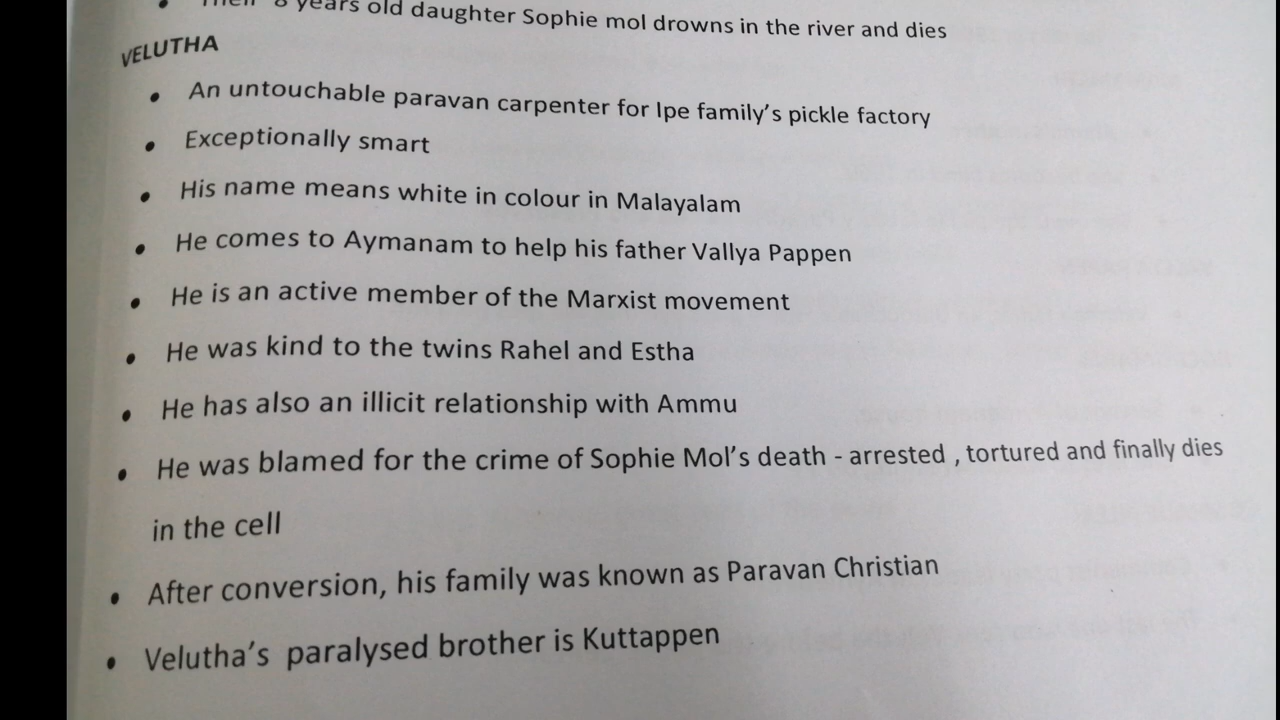 Their 8 years old daughter Sophie mol drowns in the river and dies
VELUTHA
• An untouchable paravan carpenter for Ipe family's pickle factory
• Exceptionally smart
• His name means white in colour in Malayalam
• He comes to Aymanam to help his father Vallya Pappen
• He is an active member of the Marxist movement
• He was kind to the twins Rahel and Estha
• He has also an illicit relationship with Ammu
• He was blamed for the crime of Sophie Mol's death - arrested , tortured and finally dies
in the cell
• After conversion, his family was known as Paravan Christian
• Velutha's paralysed brother is Kuttappen